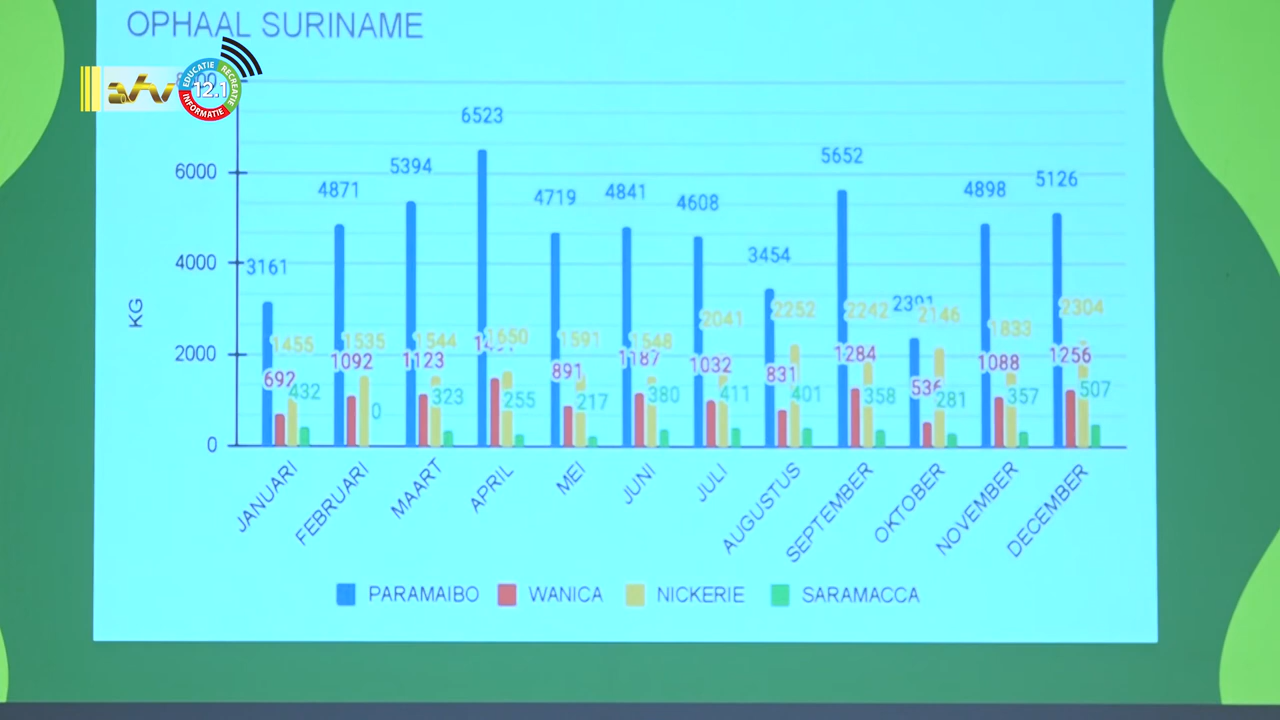 OPHAAL SURINAME
EDUCATIE
RECREATIE
INFORMATIE
12.1
atv
KG
6000
4000
2000
0
3161
4871
5394
6523
4719
4841
4608
3454
5652
2391
4898
5126
692
1092
1123
891
1187
1032
831
1284
536
1088
1256
1455
1535
1544
1650
1591
1548
2041
2252
2242
2146
1833
2304
432
0
323
255
217
380
411
401
358
281
357
507
JANUARI
FEBRUARI
MAART
APRIL
MEI
JUNI
JULI
AUGUSTUS
SEPTEMBER
OKTOBER
NOVEMBER
DECEMBER
PARAMAIBO
WANICA
NICKERIE
SARAMACCA